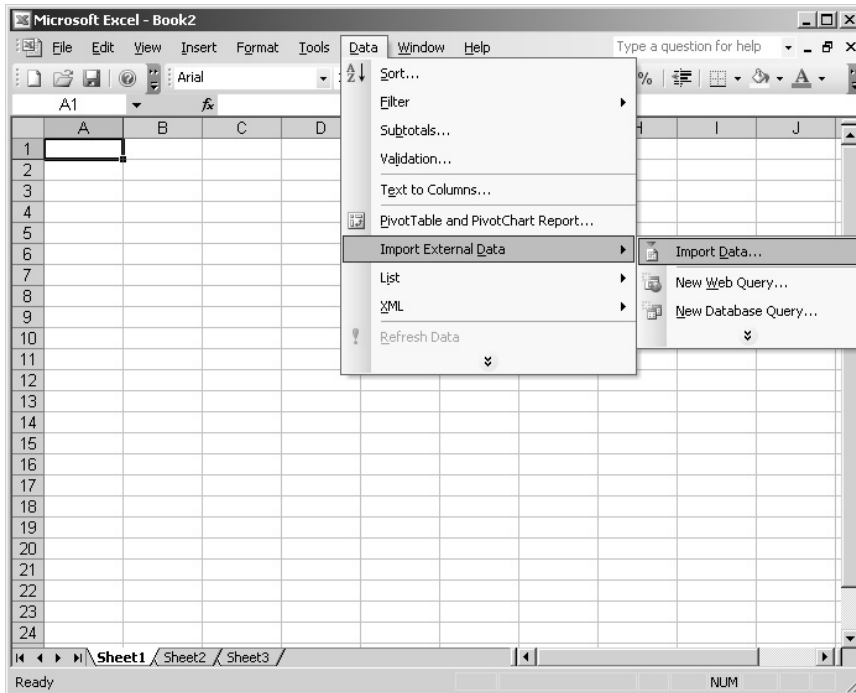 Microsoft Excel - Book2
File Edit View Insert Format Tools Data Window Help Type a question for help
Arial %
A1 fx
A B C D H I J
Sort...
Filter
Subtotals...
Validation...
Text to Columns...
PivotTable and PivotChart Report...
Import External Data
List
XML
Refresh Data
Import Data...
New Web Query...
New Database Query...
1
2
3
4
5
6
7
8
9
10
11
12
13
14
15
16
17
18
19
20
21
22
23
24
Sheet1 Sheet2 Sheet3
Ready NUM